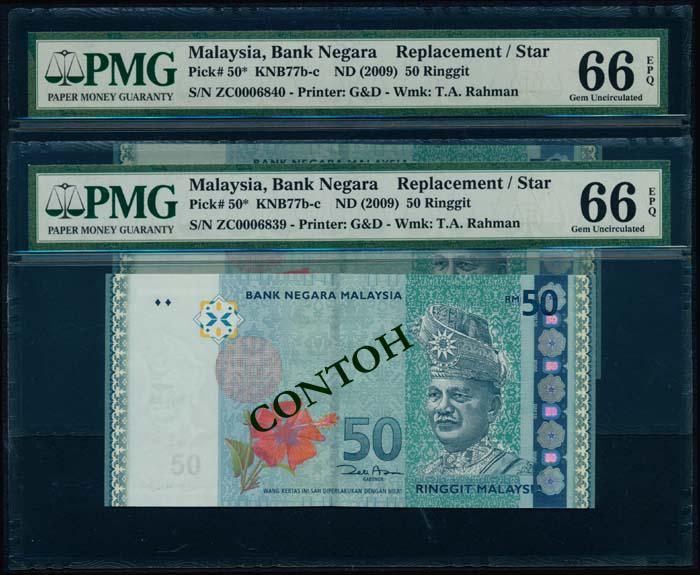 PMG
PAPER MONEY GUARANTY
Malaysia, Bank Negara Replacement / Star
Pick# 50* KNB77b-c ND (2009) 50 Ringgit
S/N ZC0006840 - Printer: G&D - Wmk: T.A. Rahman
66 EPQ
Gem Uncirculated
BANK NEGARA MALAYSIA
PMG
PAPER MONEY GUARANTY
Malaysia, Bank Negara Replacement / Star
Pick# 50* KNB77b-c ND (2009) 50 Ringgit
S/N ZC0006839 - Printer: G&D - Wmk: T.A. Rahman
66 EPQ
Gem Uncirculated
BANK NEGARA MALAYSIA
RM50
CONTOH
50
50
GABENOR
WANG KERTAS INI SAH DIPERLAKUKAN DENGAN NILAI
RINGGIT MALAYSIA